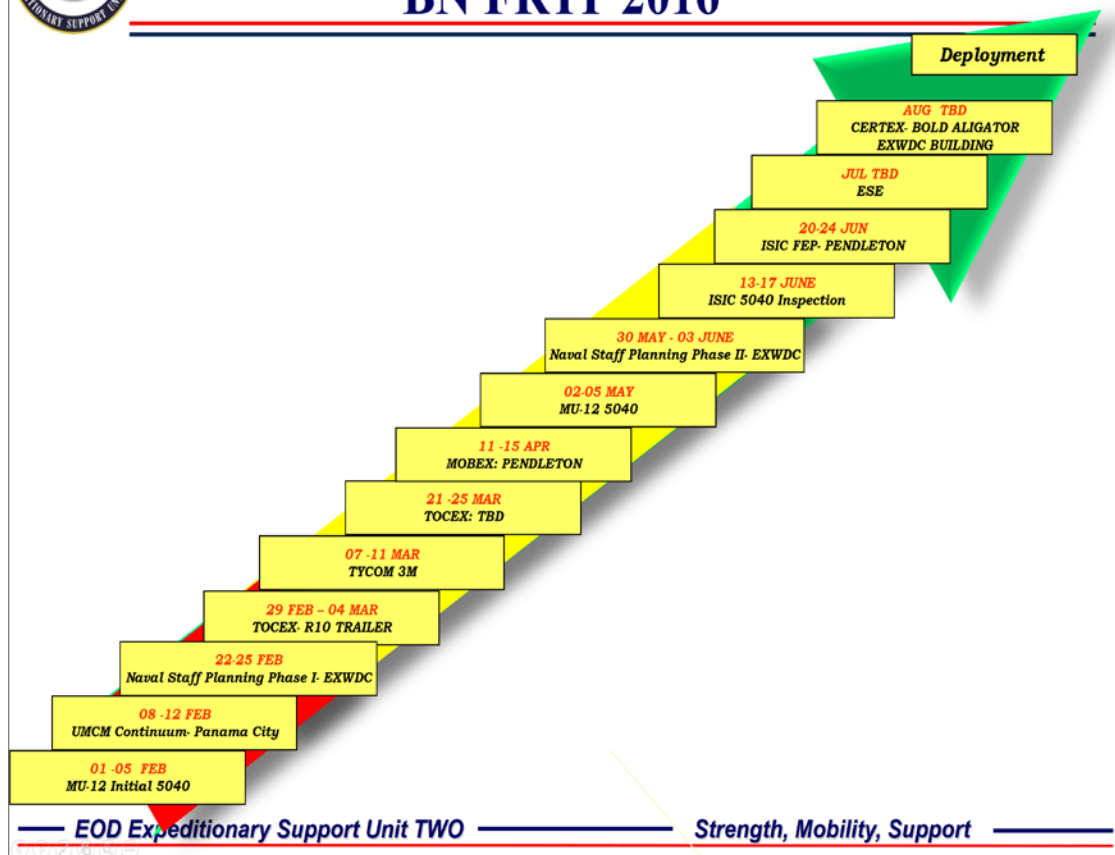 SUPPORT
BN FRTP 2016
Deployment
AUG TBD
CERTEX- BOLD ALIGATOR
EXWDC BUILDING
JUL TBD
ESE
20-24 JUN
ISIC FEP- PENDLETON
13-17 JUNE
ISIC 5040 Inspection
30 MAY - 03 JUNE
Naval Staff Planning Phase II- EXWDC
02-05 MAY
MU-12 5040
11 -15 APR
MOBEX: PENDLETON
21 -25 MAR
TOCEX: TBD
07 -11 MAR
TYCOM 3M
29 FEB – 04 MAR
TOCEX- R10 TRAILER
22-25 FEB
Naval Staff Planning Phase I- EXWDC
08 -12 FEB
UMCM Continuum- Panama City
01 -05 FEB
MU-12 Initial 5040
EOD Expeditionary Support Unit TWO
Strength, Mobility, Support